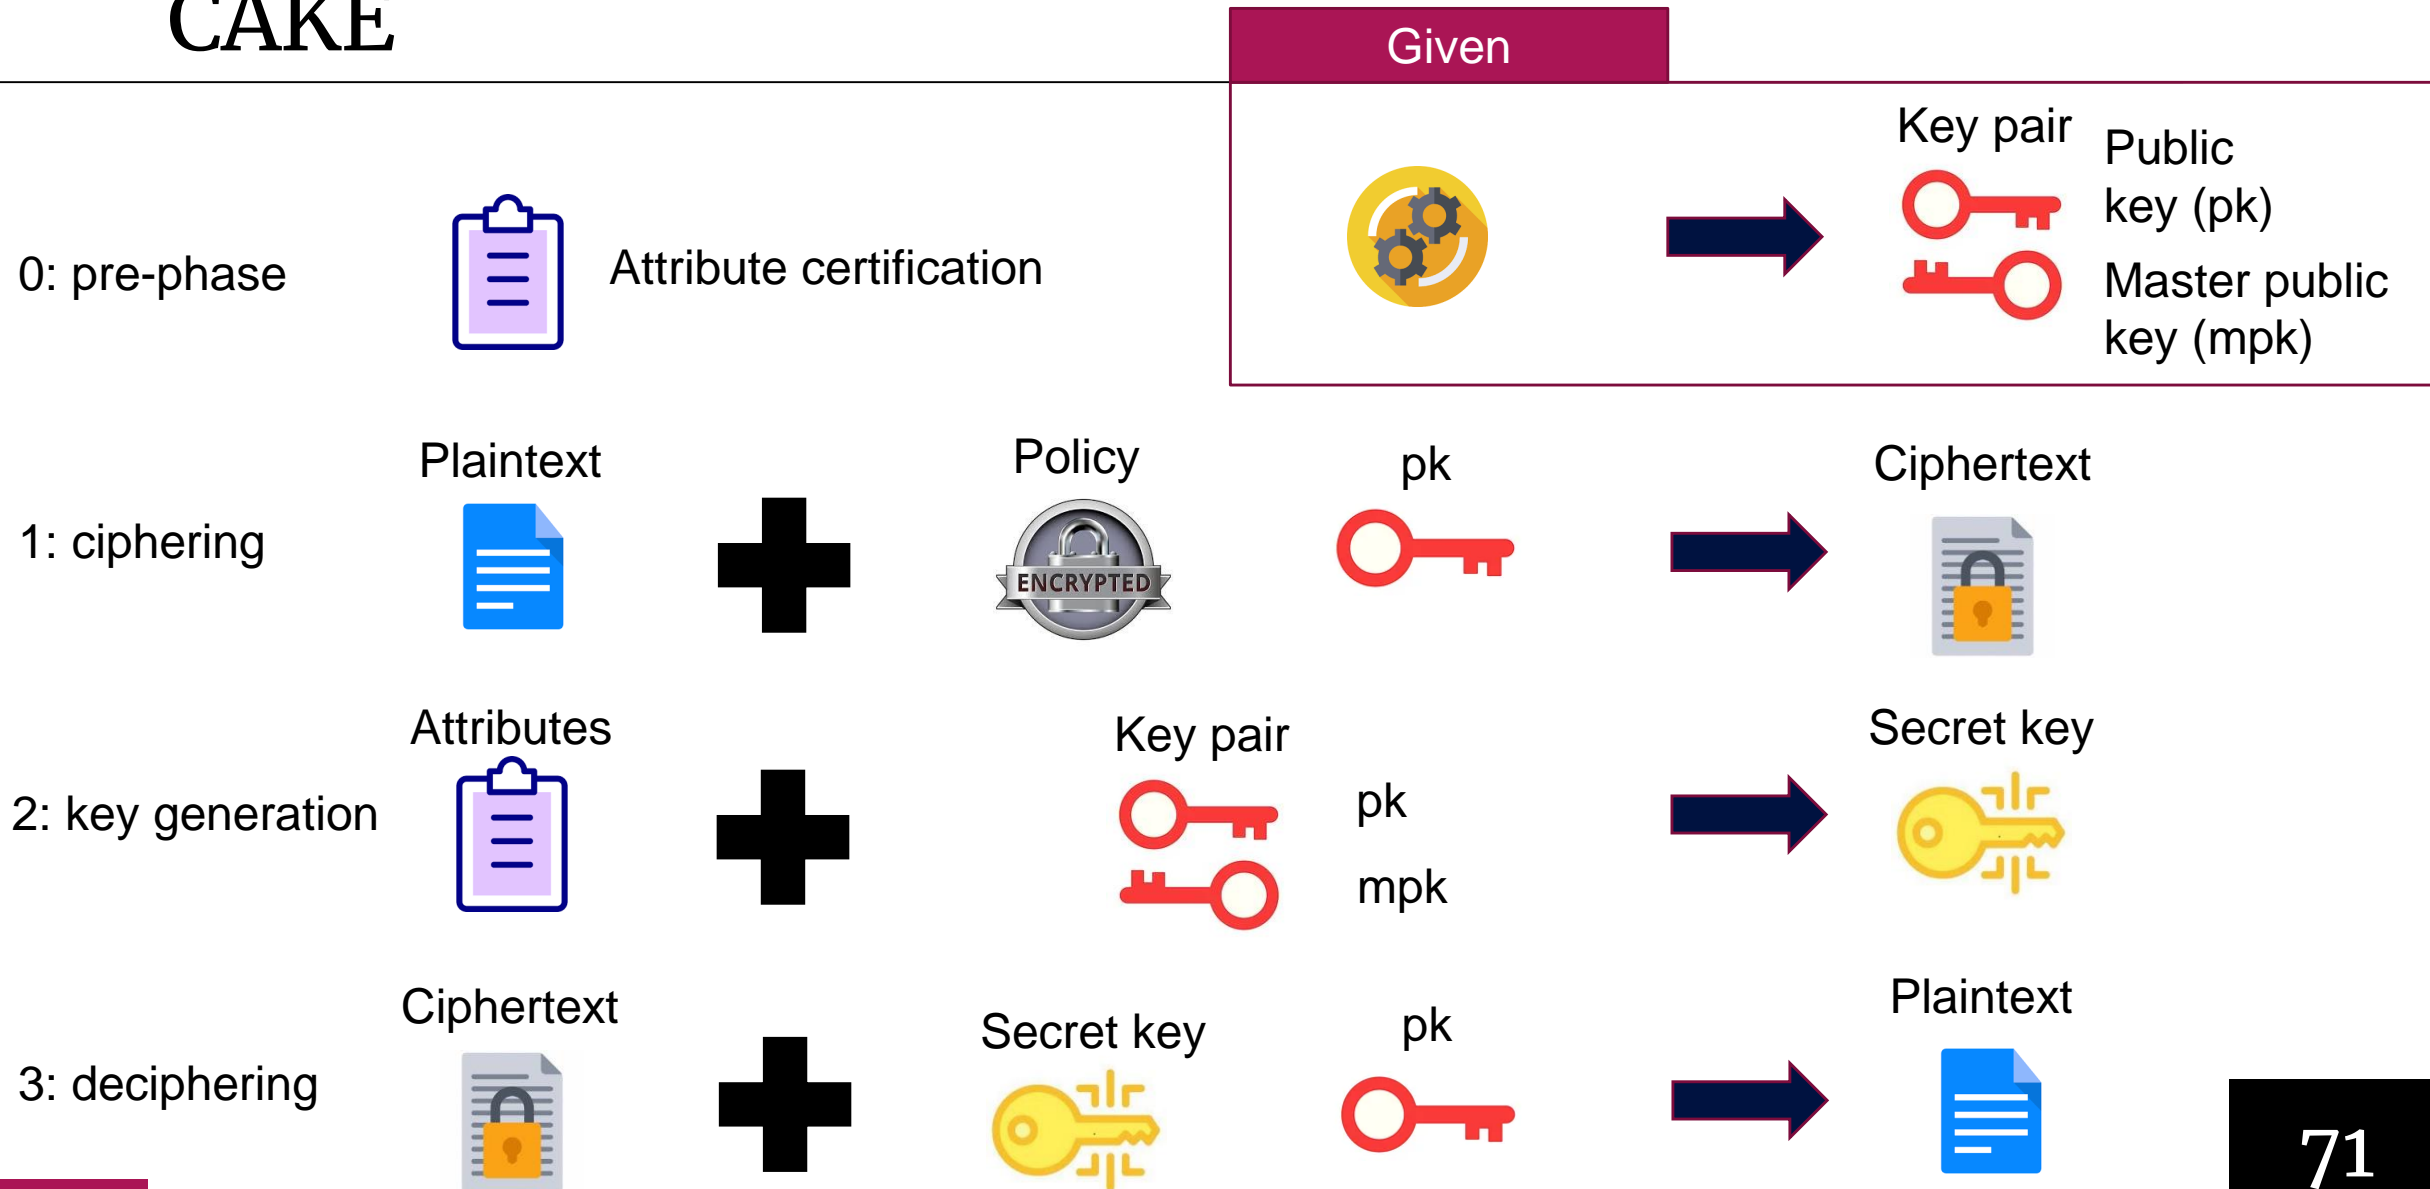 CAKE
Given
Key pair
Public
key (pk)
Master public
key (mpk)
0: pre-phase
Attribute certification
Plaintext
Policy
pk
Ciphertext
1: ciphering
ENCRYPTED
Attributes
Key pair
Secret key
2: key generation
pk
mpk
Ciphertext
Secret key
pk
Plaintext
3: deciphering
71